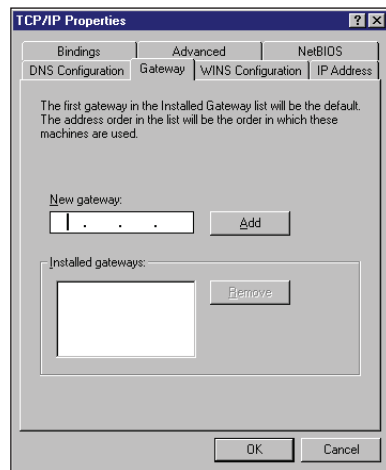 TCP/IP Properties
Bindings Advanced NetBIOS
DNS Configuration Gateway WINS Configuration IP Address
The first gateway in the Installed Gateway list will be the default.
The address order in the list will be the order in which these
machines are used.
New gateway:
. . .
Add
Installed gateways:
Remove
OK Cancel